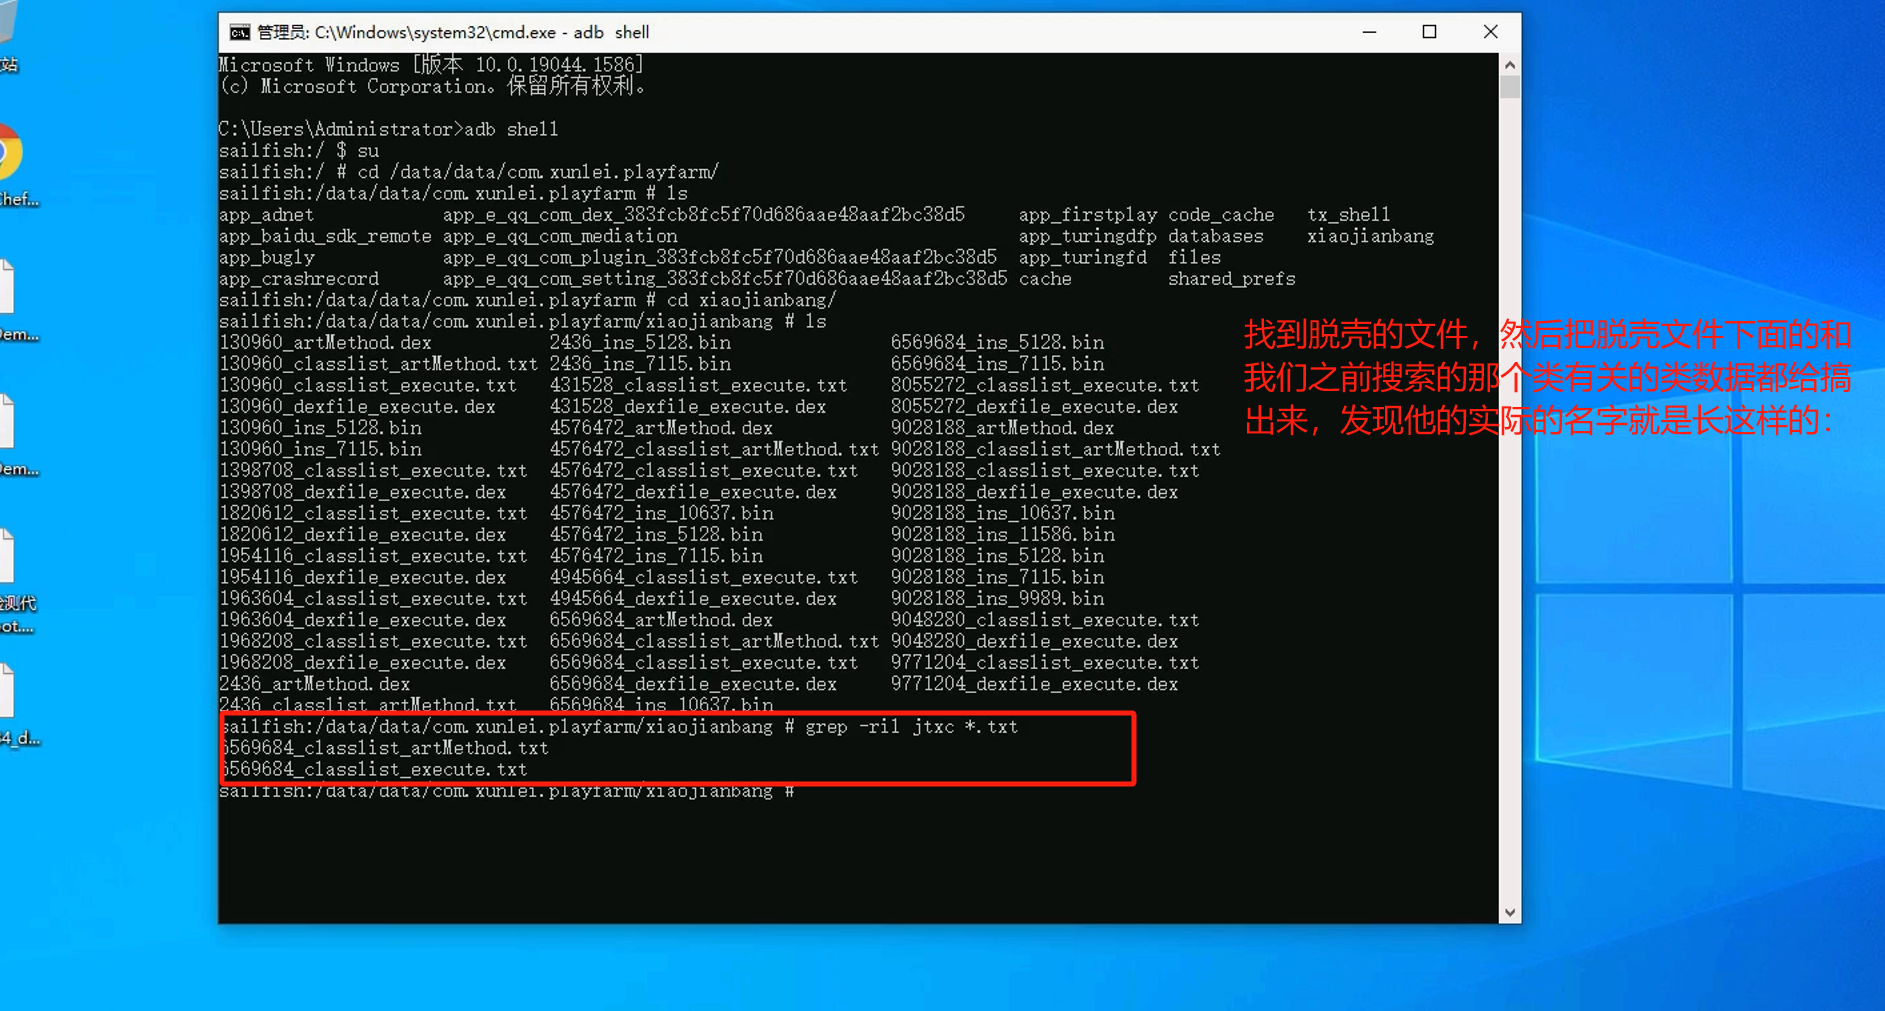 管理员: C:\Windows\system32\cmd.exe - adb shell
Microsoft Windows [版本 10.0.19044.1586]
(c) Microsoft Corporation。保留所有权利。
C:\Users\Administrator>adb shell
sailfish:/ $ su
sailfish:/ # cd /data/data/com.xunlei.playfarm/
sailfish:/data/data/com.xunlei.playfarm # ls
app_adnet app_e_qq_com_dex_383fcb8fc5f70d686aae48aaf2bc38d5 app_firstplay code_cache tx_shell
app_baidu_sdk_remote app_e_qq_com_mediation app_turingdfp databases xiaojianbang
app_bugly app_e_qq_com_plugin_383fcb8fc5f70d686aae48aaf2bc38d5 app_turingfd files
app_crashrecord app_e_qq_com_setting_383fcb8fc5f70d686aae48aaf2bc38d5 cache shared_prefs
sailfish:/data/data/com.xunlei.playfarm # cd xiaojianbang/
sailfish:/data/data/com.xunlei.playfarm/xiaojianbang # ls
130960_artMethod.dex 2436_ins_5128.bin 6569684_ins_5128.bin
130960_classlist_artMethod.txt 2436_ins_7115.bin 6569684_ins_7115.bin
130960_classlist_execute.txt 431528_classlist_execute.txt 8055272_classlist_execute.txt
130960_dexfile_execute.dex 431528_dexfile_execute.dex 8055272_dexfile_execute.dex
130960_ins_5128.bin 4576472_artMethod.dex 9028188_artMethod.dex
130960_ins_7115.bin 4576472_classlist_artMethod.txt 9028188_classlist_artMethod.txt
1398708_classlist_execute.txt 4576472_classlist_execute.txt 9028188_classlist_execute.txt
1398708_dexfile_execute.dex 4576472_dexfile_execute.dex 9028188_dexfile_execute.dex
1820612_classlist_execute.txt 4576472_ins_10637.bin 9028188_ins_10637.bin
1820612_dexfile_execute.dex 4576472_ins_5128.bin 9028188_ins_11586.bin
1954116_classlist_execute.txt 4576472_ins_7115.bin 9028188_ins_5128.bin
1954116_dexfile_execute.dex 4945664_classlist_execute.txt 9028188_ins_7115.bin
1963604_classlist_execute.txt 4945664_dexfile_execute.dex 9028188_ins_9989.bin
1963604_dexfile_execute.dex 6569684_artMethod.dex 9048280_classlist_execute.txt
1968208_classlist_execute.txt 6569684_classlist_artMethod.txt 9048280_dexfile_execute.dex
1968208_dexfile_execute.dex 6569684_classlist_execute.txt 9771204_classlist_execute.txt
2436_artMethod.dex 6569684_dexfile_execute.dex 9771204_dexfile_execute.dex
2436_classlist_artMethod.txt 6569684_ins_10637.bin
sailfish:/data/data/com.xunlei.playfarm/xiaojianbang # grep -ril jtxc *.txt
6569684_classlist_artMethod.txt
6569684_classlist_execute.txt
sailfish:/data/data/com.xunlei.playfarm/xiaojianbang #
找到脱壳的文件，然后把脱壳文件下面的和
我们之前搜索的那个类有关的类数据都给搞
出来，发现他的实际的名字就是长这样的：
站
hef...
Dem...
Dem...
检测代
ot....
4_d...